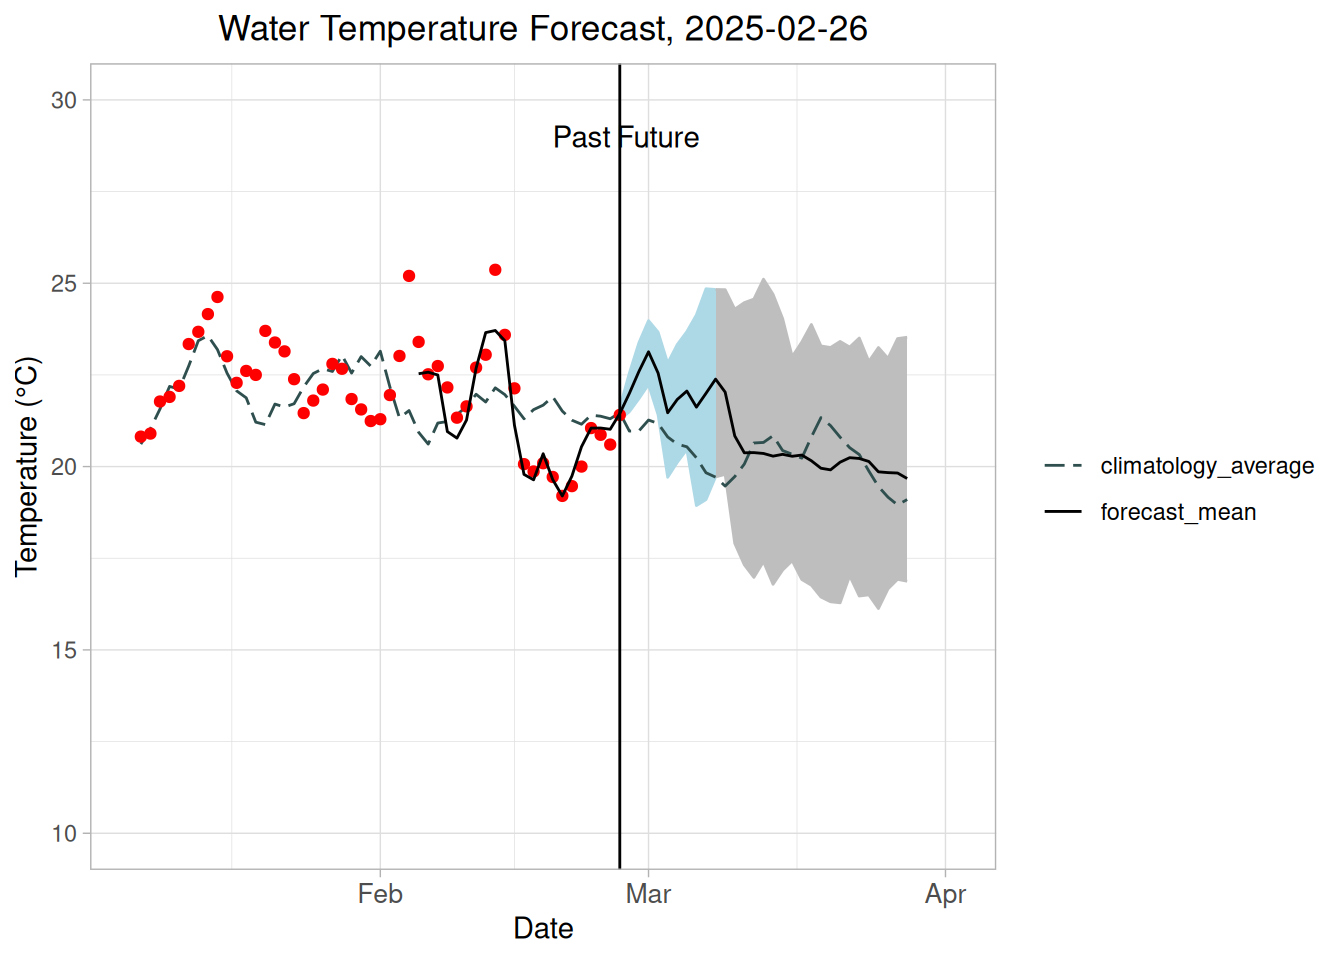 Water Temperature Forecast, 2025-02-26
30
Past Future
25
20
15
10
Temperature (°C)
Feb Mar Apr
Date
climatology_average
forecast_mean